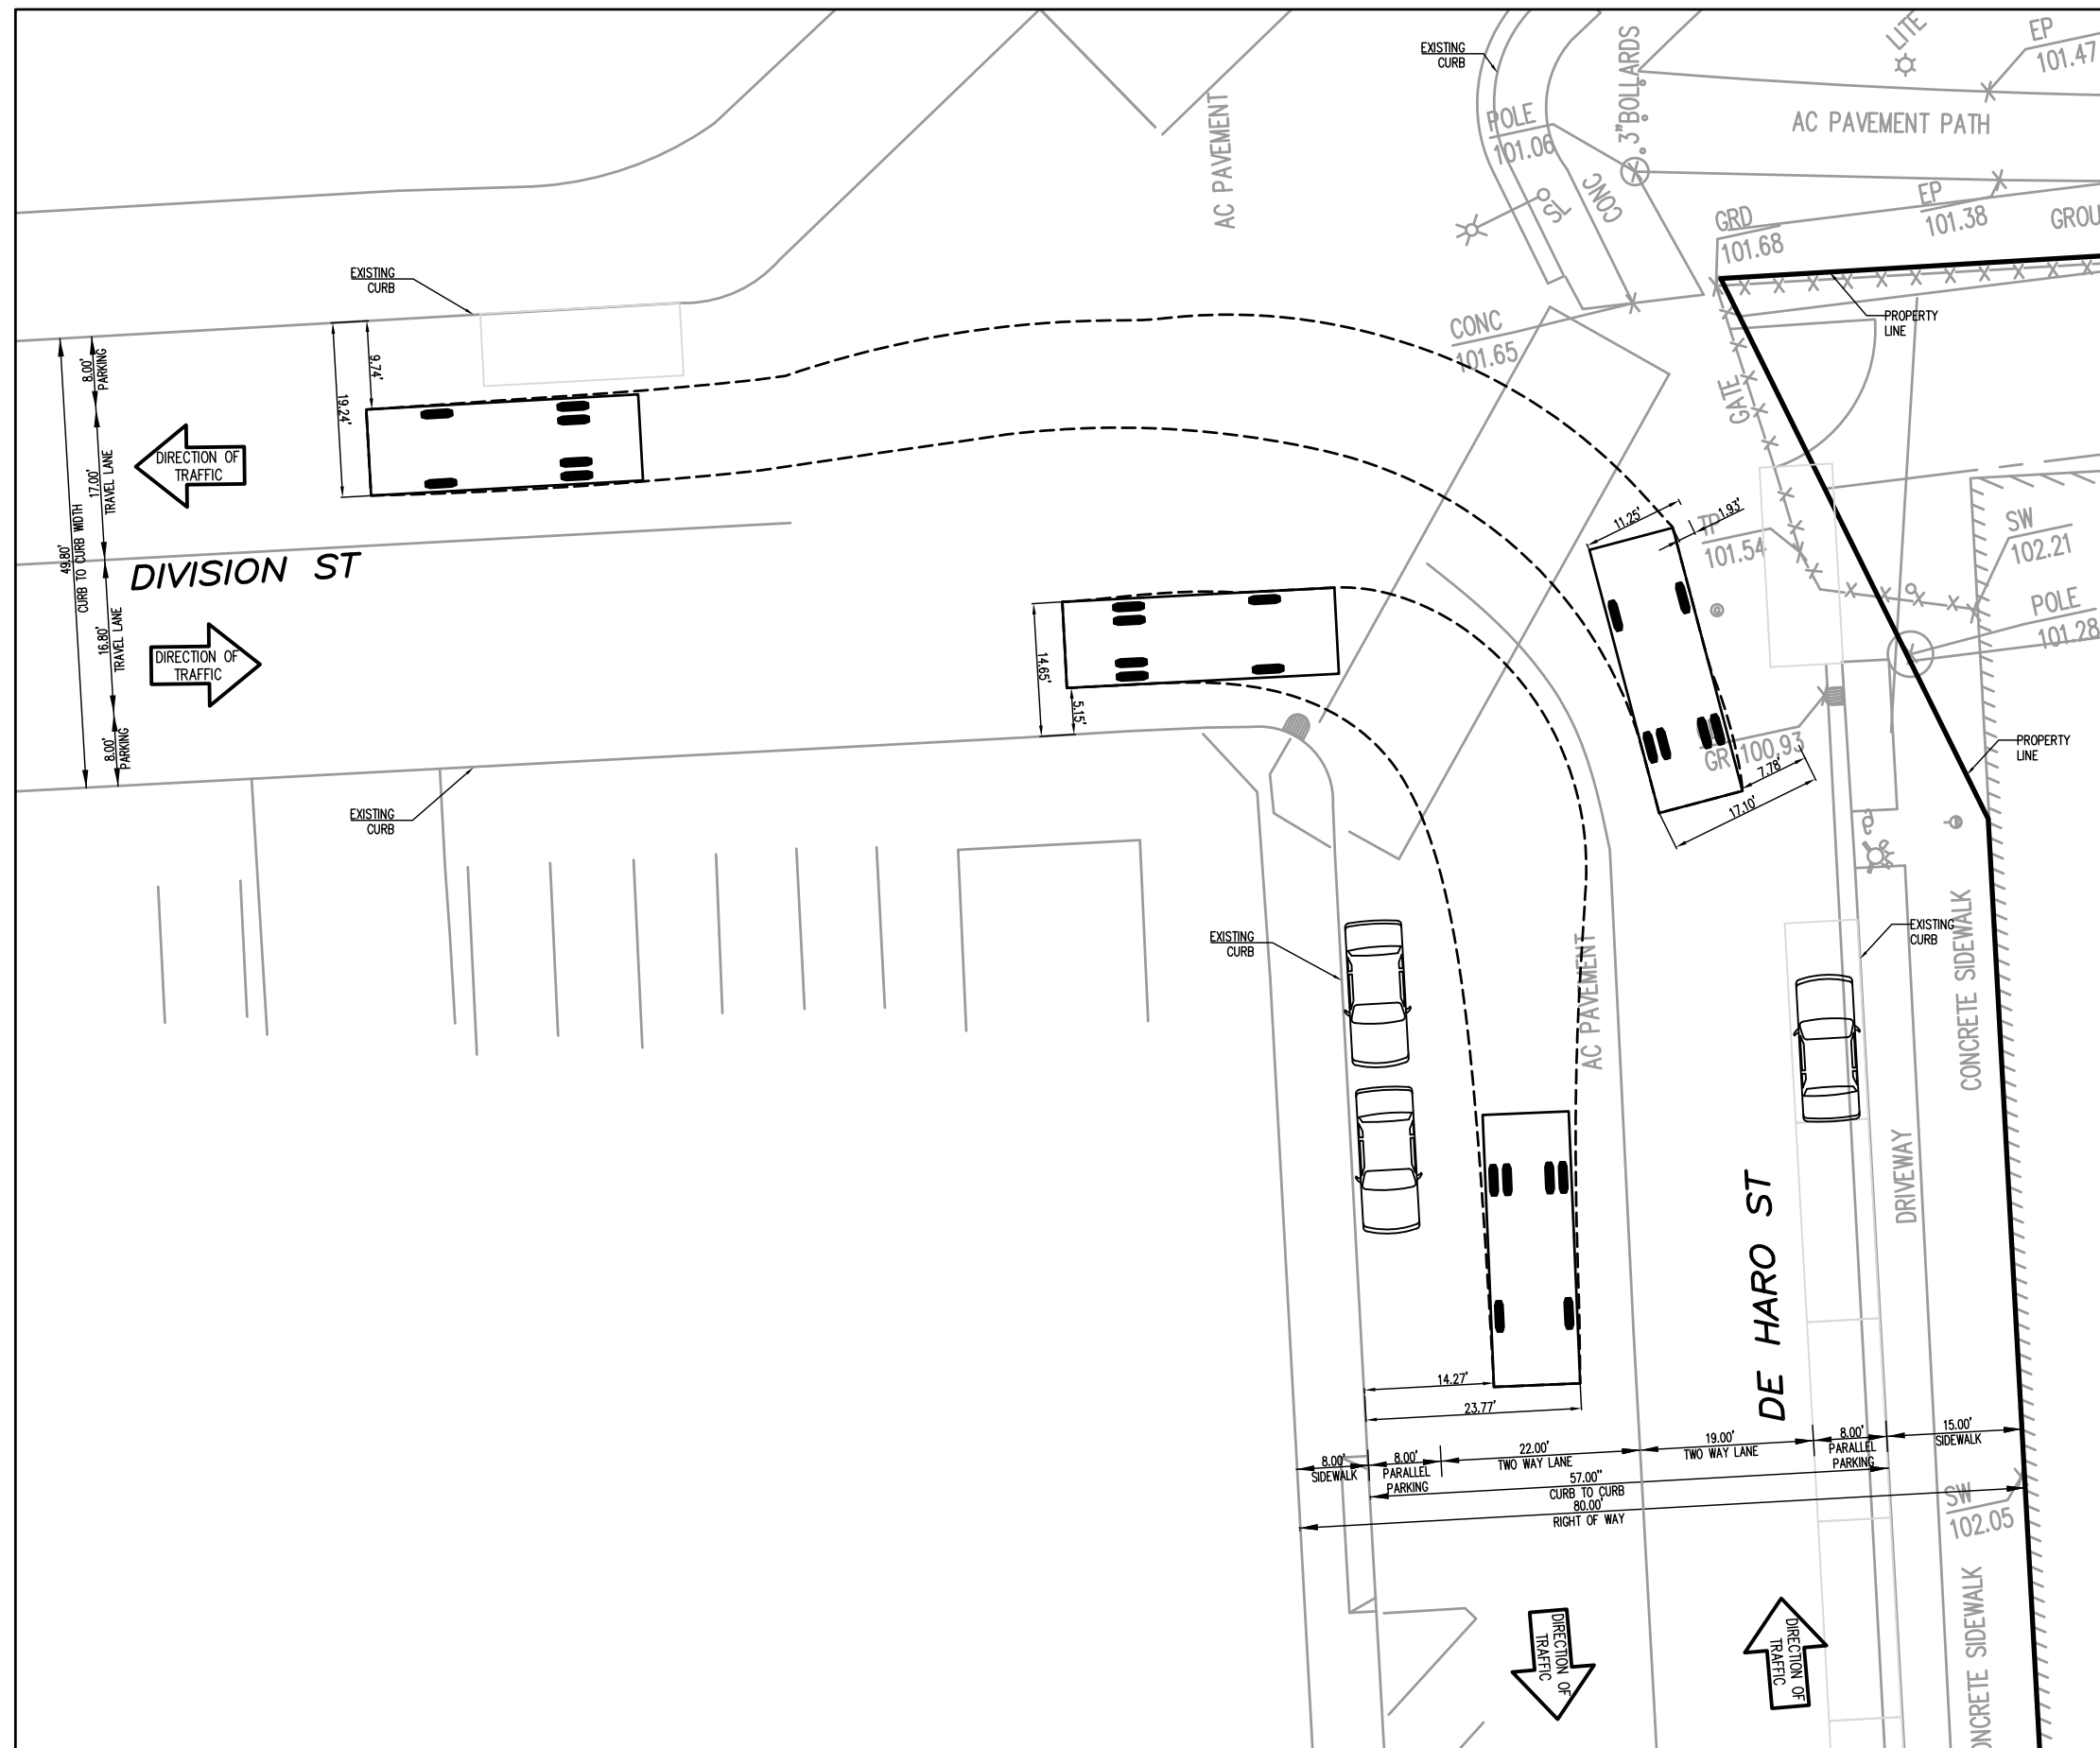 EXISTING
CURB
3"BOLLARDS
LITE
EP
101.47
AC PAVEMENT
POLE
101.06
AC PAVEMENT PATH
SL
CONC
GRD
101.68
EP
101.38
GROU
EXISTING
CURB
CONC
101.65
PROPERTY
LINE
8.00'
PARKING
9.74'
19.24'
GATE
DIRECTION OF
TRAFFIC
17.00'
TRAVEL LANE
49.80'
CURB TO CURB WIDTH
11.25'
1.93'
TP
101.54
SW
102.21
DIVISION ST
POLE
101.28
16.80'
TRAVEL LANE
DIRECTION OF
TRAFFIC
14.65'
5.15'
8.00'
PARKING
GR 100.93
7.78'
17.10'
PROPERTY
LINE
EXISTING
CURB
EXISTING
CURB
AC PAVEMENT
EXISTING
CURB
CONCRETE SIDEWALK
DRIVEWAY
DE HARO ST
14.27'
23.77'
8.00'
SIDEWALK
8.00'
PARALLEL
PARKING
22.00'
TWO WAY LANE
19.00'
TWO WAY LANE
8.00'
PARALLEL
PARKING
15.00'
SIDEWALK
57.00"
CURB TO CURB
80.00'
RIGHT OF WAY
SW
102.05
DIRECTION OF
TRAFFIC
DIRECTION OF
TRAFFIC
ONCRETE SIDEWALK